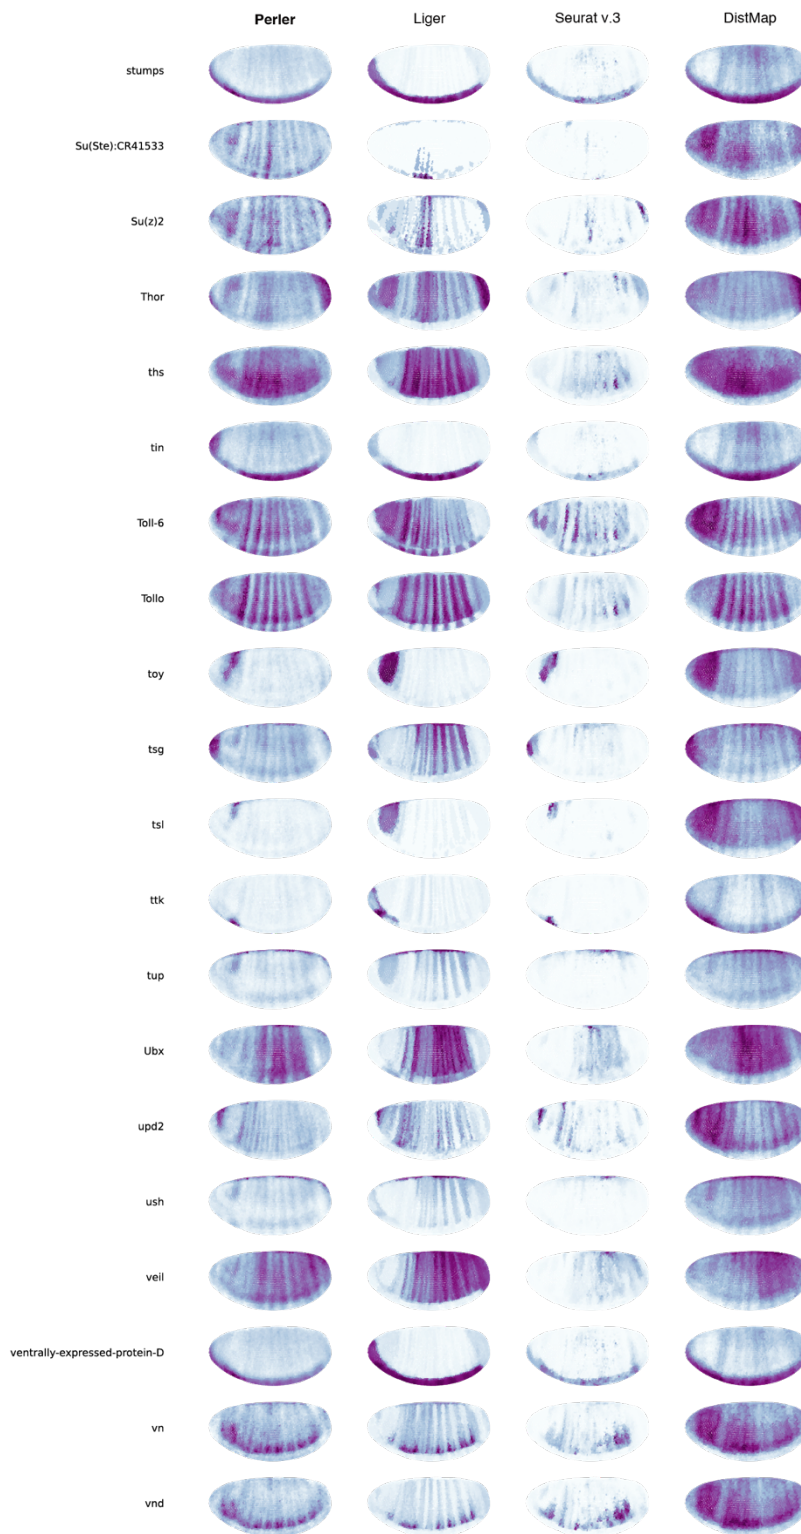 Perler Liger Seurat v.3 DistMap
stumps
Su(Ste):CR41533
Su(z)2
Thor
ths
tin
Toll-6
Tollo
toy
tsg
tsl
ttk
tup
Ubx
upd2
ush
veil
ventrally-expressed-protein-D
vn
vnd